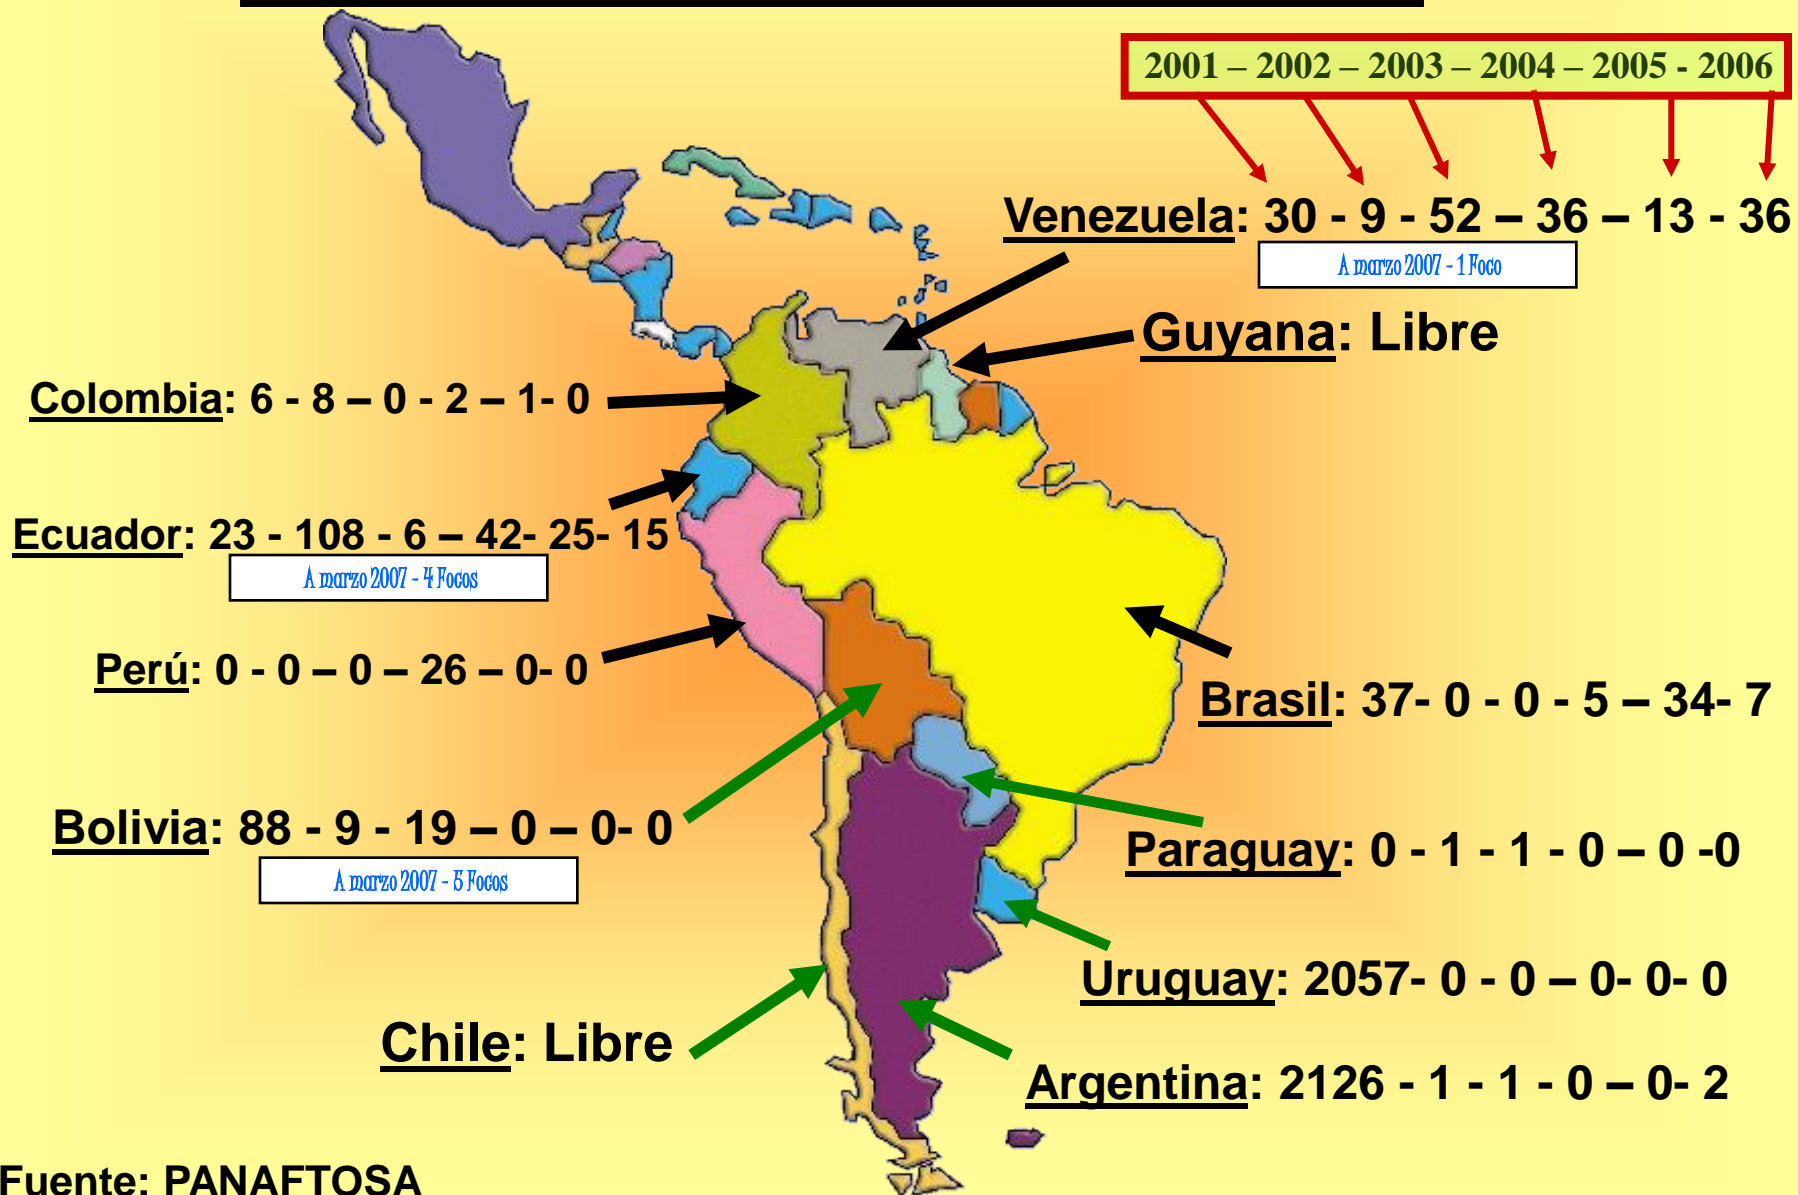 2001 – 2002 – 2003 – 2004 – 2005 - 2006
Venezuela: 30 - 9 - 52 – 36 – 13 - 36
A marzo 2007 - 1 Foco
Guyana: Libre
Colombia: 6 - 8 – 0 - 2 – 1- 0
Ecuador: 23 - 108 - 6 – 42- 25- 15
A marzo 2007 - 4 Focos
Perú: 0 - 0 – 0 – 26 – 0- 0
Brasil: 37- 0 - 0 - 5 – 34- 7
Bolivia: 88 - 9 - 19 – 0 – 0- 0
A marzo 2007 - 5 Focos
Paraguay: 0 - 1 - 1 - 0 – 0 -0
Uruguay: 2057- 0 - 0 – 0- 0- 0
Chile: Libre
Argentina: 2126 - 1 - 1 - 0 – 0- 2
Fuente: PANAFTOSA